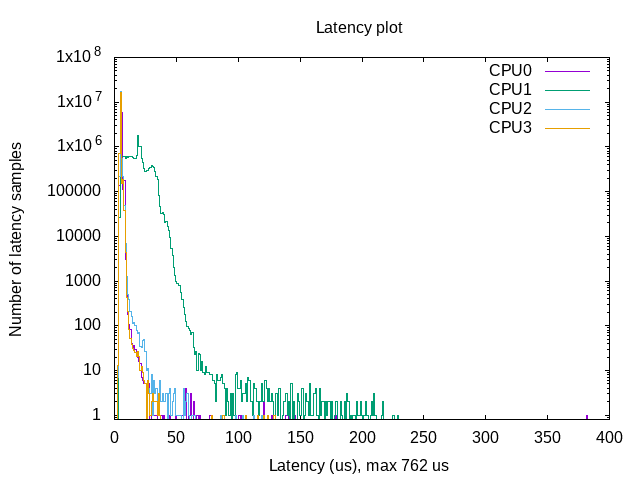 Latency plot
Number of latency samples
1x10^8
1x10^7
1x10^6
100000
10000
1000
100
10
1
CPU0
CPU1
CPU2
CPU3
0 50 100 150 200 250 300 350 400
Latency (us), max 762 us